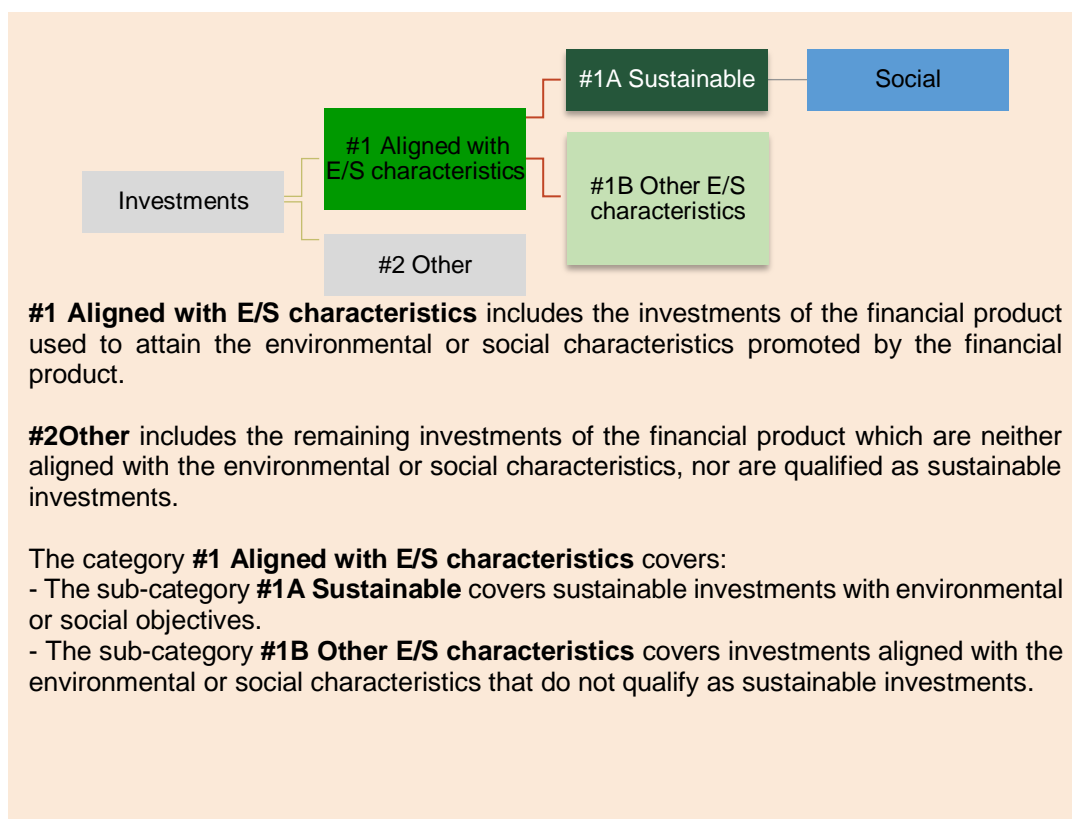 #1A Sustainable
Social
#1 Aligned with
E/S characteristics
#1B Other E/S
characteristics
Investments
#2 Other
#1 Aligned with E/S characteristics includes the investments of the financial product
used to attain the environmental or social characteristics promoted by the financial
product.
#2Other includes the remaining investments of the financial product which are neither
aligned with the environmental or social characteristics, nor are qualified as sustainable
investments.
The category #1 Aligned with E/S characteristics covers:
- The sub-category #1A Sustainable covers sustainable investments with environmental
or social objectives.
- The sub-category #1B Other E/S characteristics covers investments aligned with the
environmental or social characteristics that do not qualify as sustainable investments.